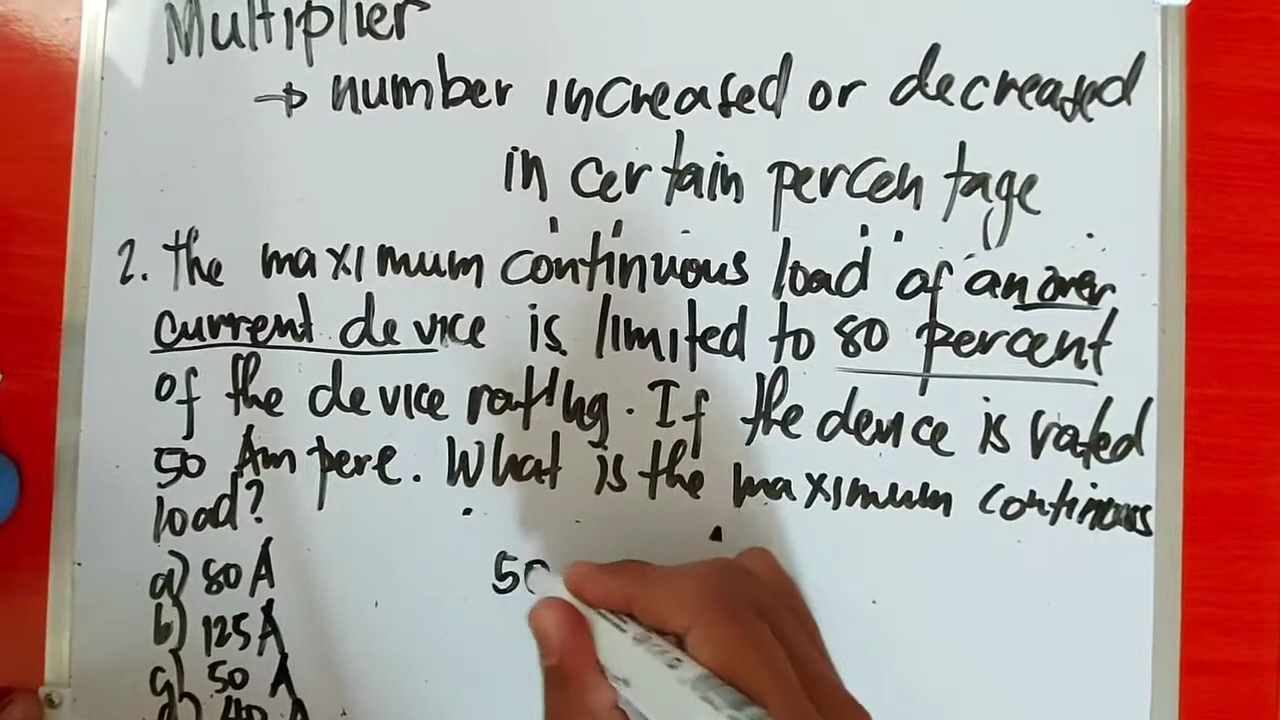 Multiplier
→ number increased or decreased
in certain percentage
2. The maximum continuous load of an over
current device is limited to 80 percent
of the device rating. If the device is rated
50 Ampere. What is the maximum continous
load?
a) 80 A
50
b) 125 A
c) 50 A
d) 40 A